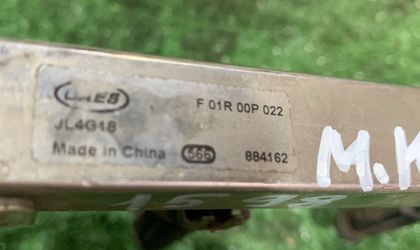 UAES
F 01R 00P 022
JL4G18
Made in China 566 884162
M.K